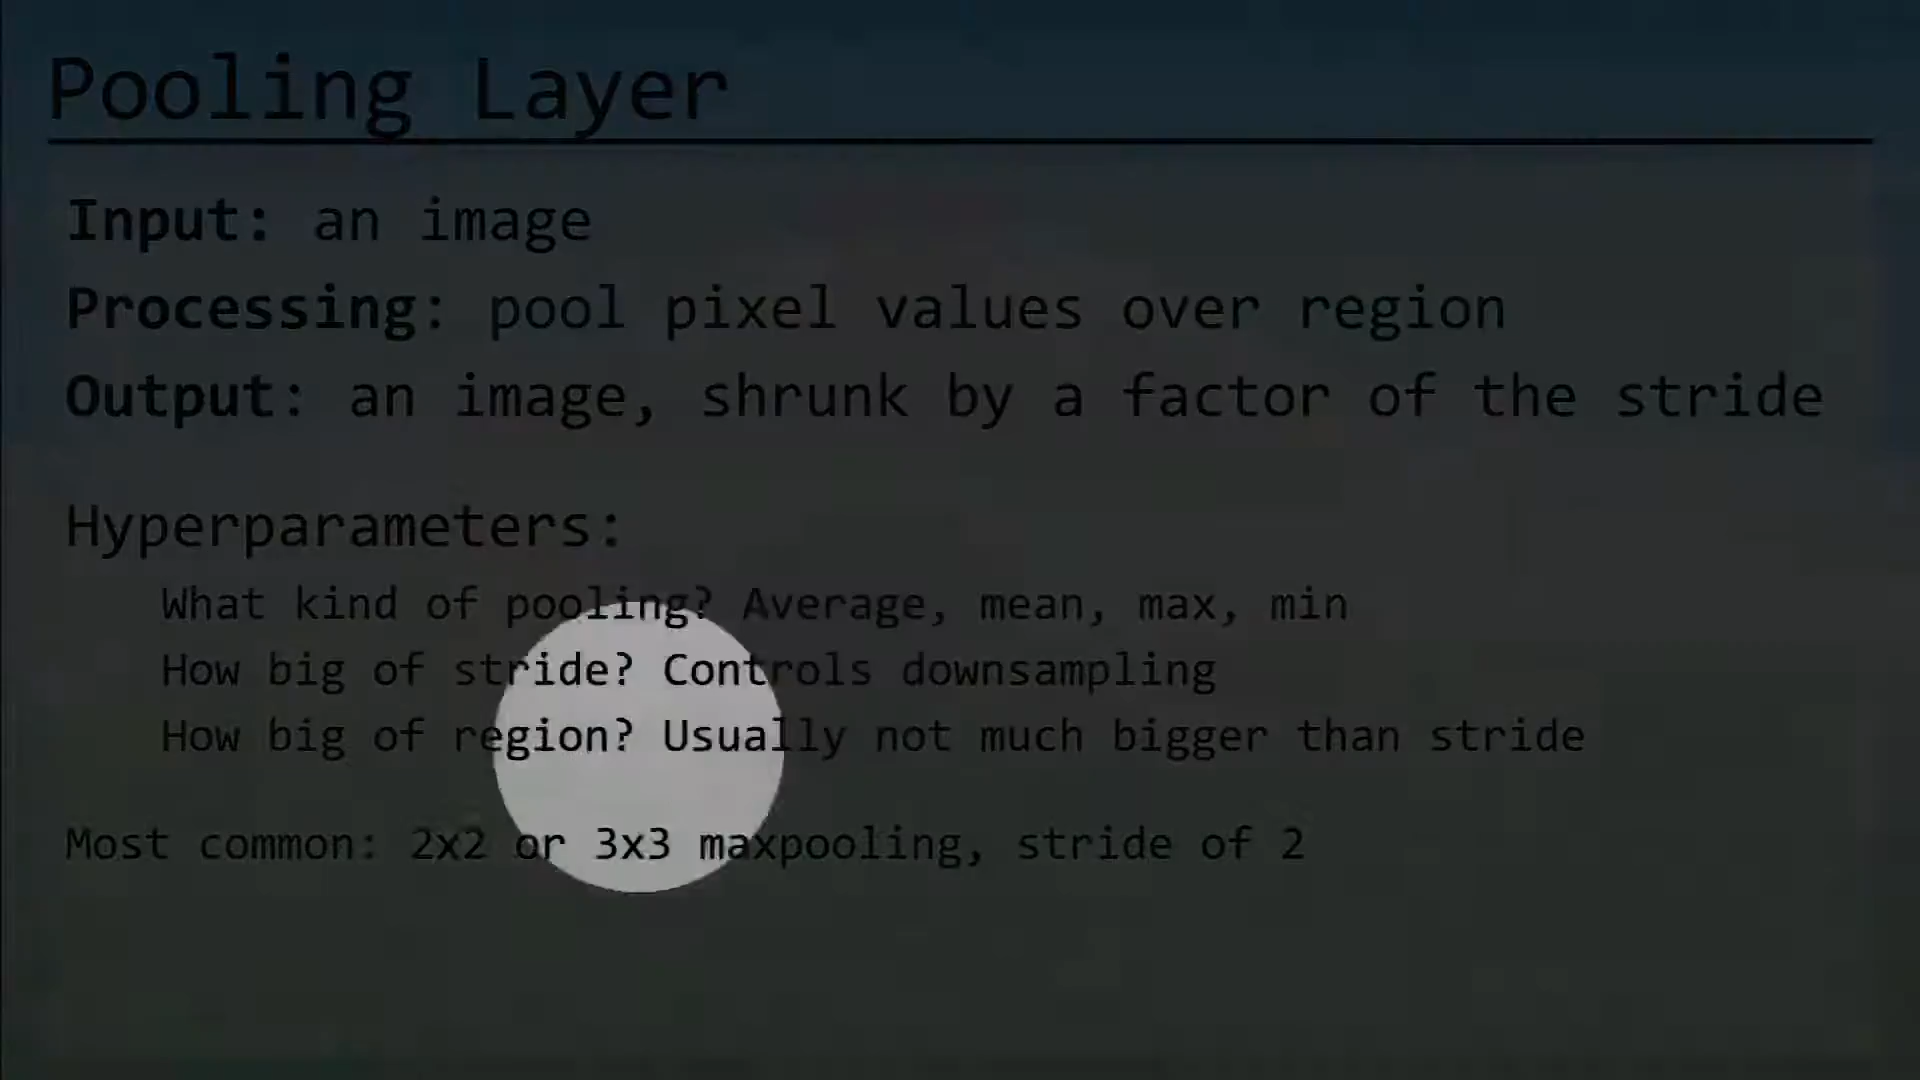 Pooling Layer
Input: an image
Processing: pool pixel values over region
Output: an image, shrunk by a factor of the stride
Hyperparameters:
What kind of pooling? Average, mean, max, min
How big of stride? Controls downsampling
How big of region? Usually not much bigger than stride
Most common: 2x2 or 3x3 maxpooling, stride of 2